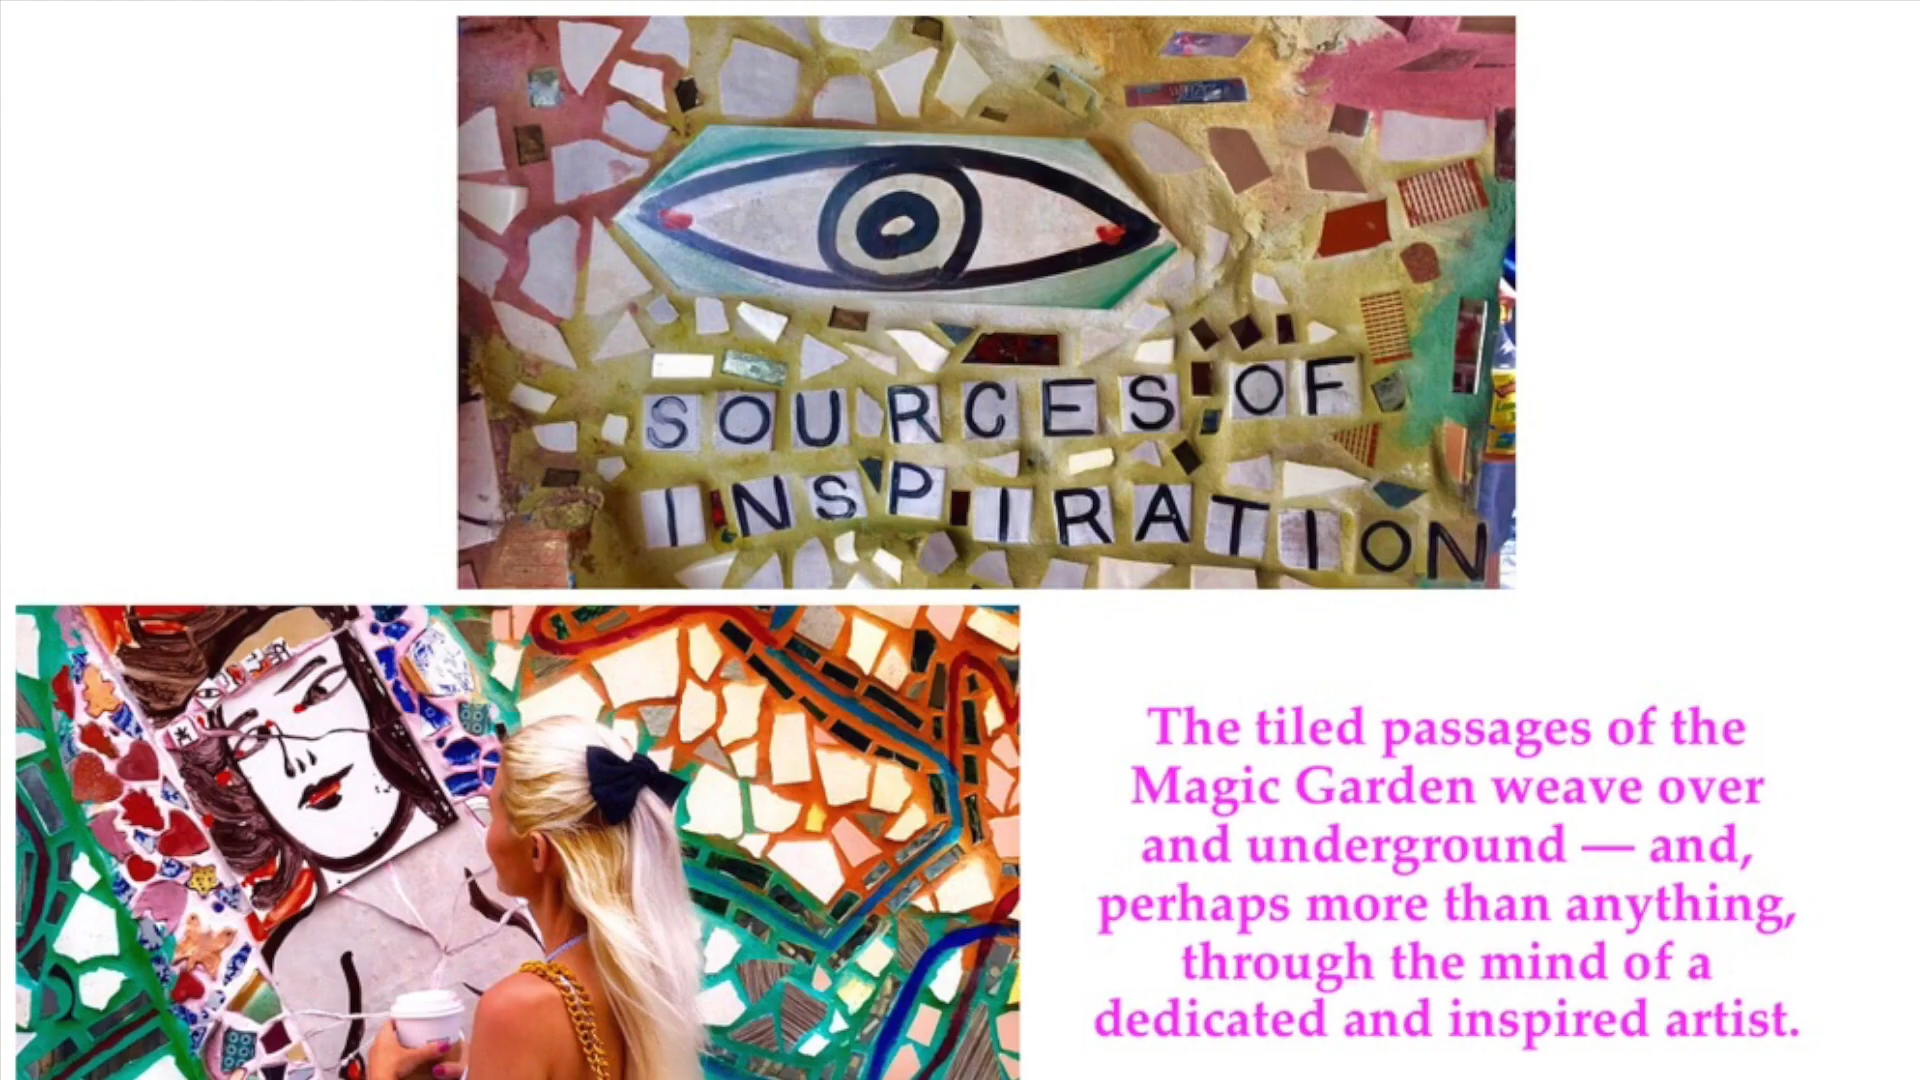 SOURCES OF
INSPIRATION
The tiled passages of the
Magic Garden weave over
and underground — and,
perhaps more than anything,
through the mind of a
dedicated and inspired artist.